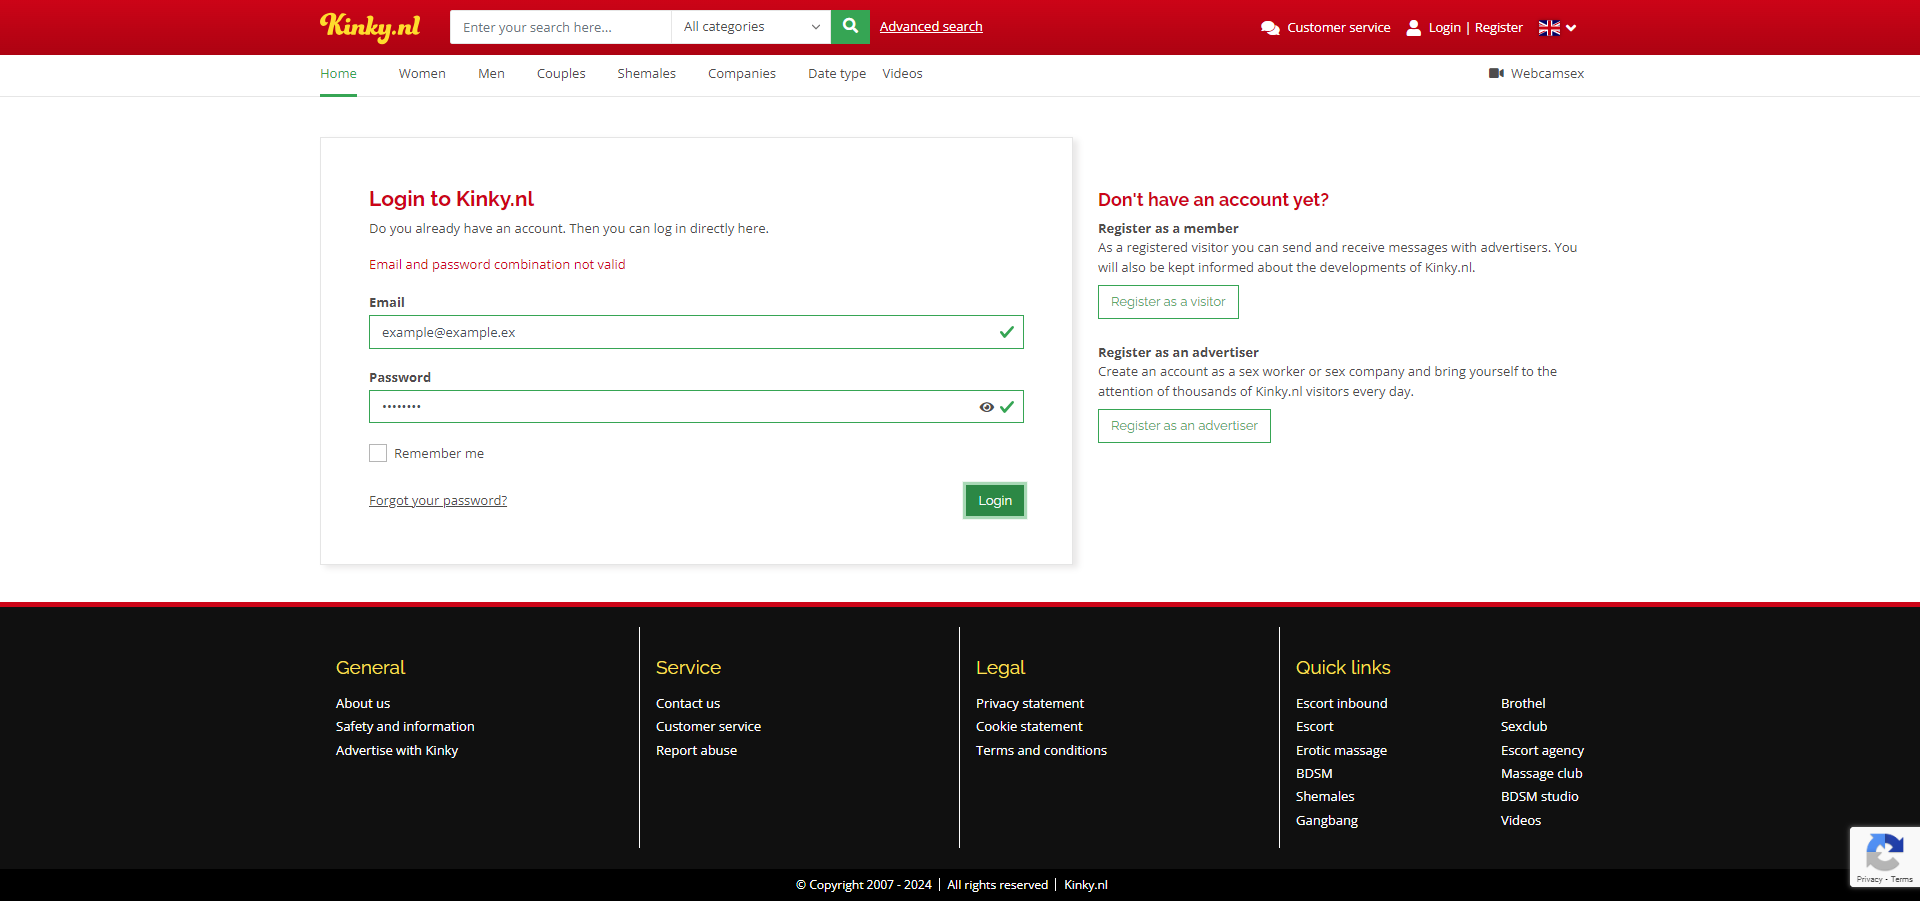 Kinky.nl
Enter your search here...
All categories
Advanced search
Customer service
Login | Register
Home
Women
Men
Couples
Shemales
Companies
Date type
Videos
Webcamsex
Login to Kinky.nl
Do you already have an account. Then you can log in directly here.
Email and password combination not valid
Email
example@example.ex
Password
••••••••
Remember me
Forgot your password?
Login
Don't have an account yet?
Register as a member
As a registered visitor you can send and receive messages with advertisers. You
will also be kept informed about the developments of Kinky.nl.
Register as a visitor
Register as an advertiser
Create an account as a sex worker or sex company and bring yourself to the
attention of thousands of Kinky.nl visitors every day.
Register as an advertiser
General
About us
Safety and information
Advertise with Kinky
Service
Contact us
Customer service
Report abuse
Legal
Privacy statement
Cookie statement
Terms and conditions
Quick links
Escort inbound
Escort
Erotic massage
BDSM
Shemales
Gangbang
Brothel
Sexclub
Escort agency
Massage club
BDSM studio
Videos
Privacy - Terms
© Copyright 2007 - 2024 | All rights reserved | Kinky.nl